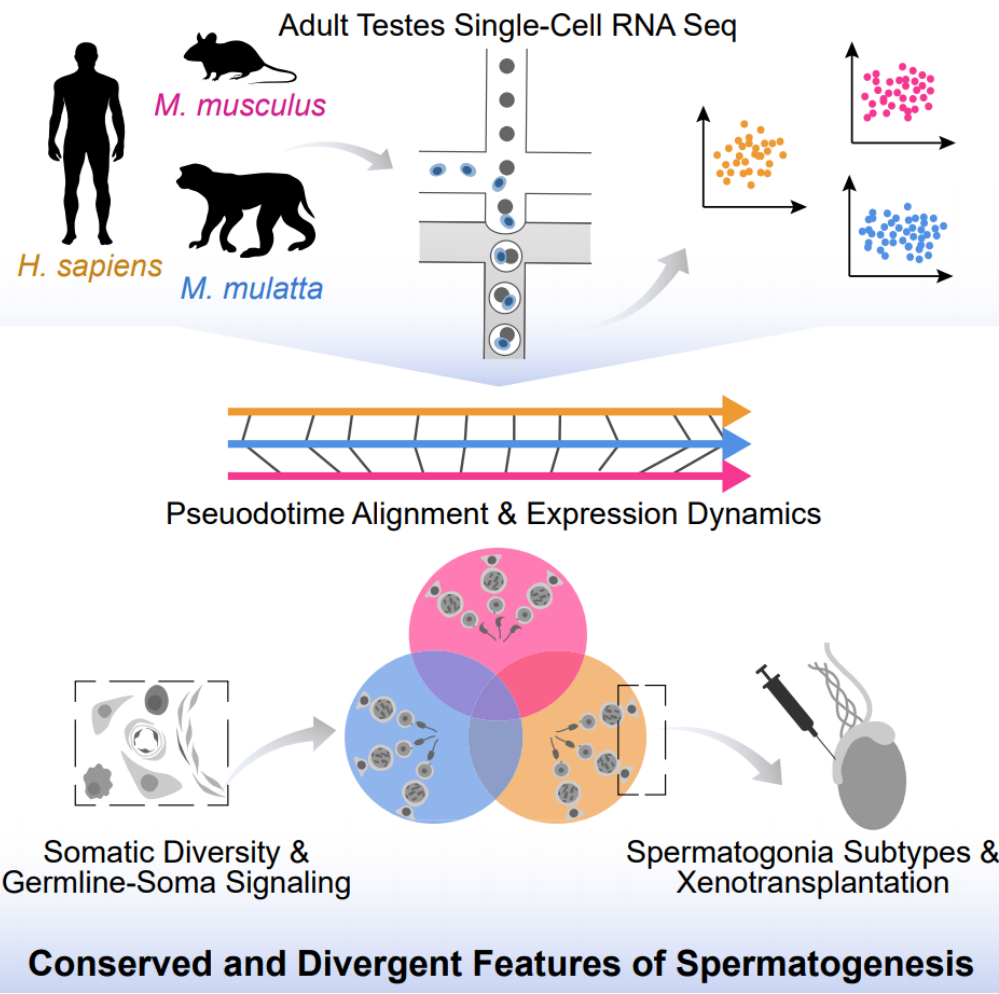 Adult Testes Single-Cell RNA Seq
M. musculus
H. sapiens
M. mulatta
Pseuodotime Alignment & Expression Dynamics
Somatic Diversity &
Germline-Soma Signaling
Spermatogonia Subtypes &
Xenotransplantation
Conserved and Divergent Features of Spermatogenesis